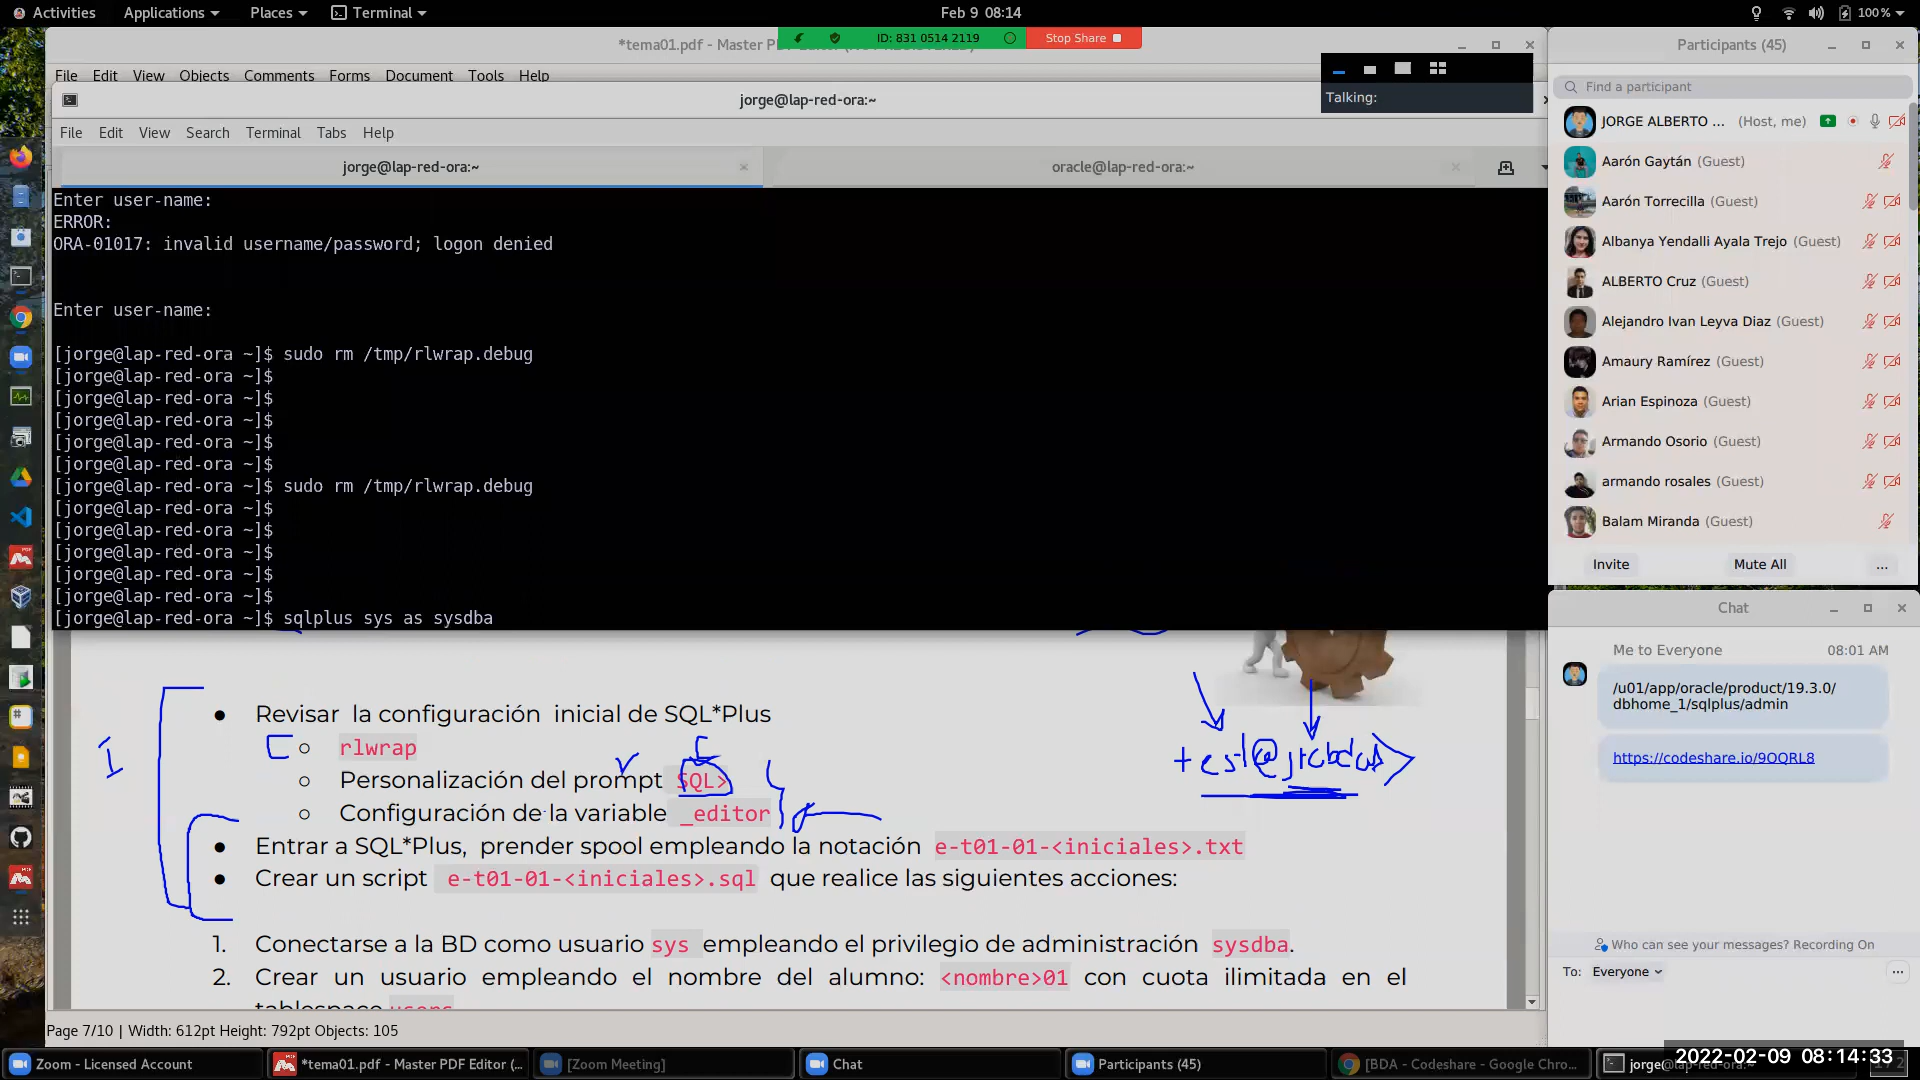 Activities
Applications
Places
Terminal
Feb 9 08:14
100%
*tema01.pdf - Master P
ID: 831 0514 2119
Stop Share
File Edit View Objects Comments Forms Document Tools Help
Talking:
jorge@lap-red-ora:~
File Edit View Search Terminal Tabs Help
jorge@lap-red-ora:~
oracle@lap-red-ora:~
Enter user-name:
ERROR:
ORA-01017: invalid username/password; logon denied
Enter user-name:
[jorge@lap-red-ora ~]$ sudo rm /tmp/rlwrap.debug
[jorge@lap-red-ora ~]$
[jorge@lap-red-ora ~]$
[jorge@lap-red-ora ~]$
[jorge@lap-red-ora ~]$
[jorge@lap-red-ora ~]$
[jorge@lap-red-ora ~]$ sudo rm /tmp/rlwrap.debug
[jorge@lap-red-ora ~]$
[jorge@lap-red-ora ~]$
[jorge@lap-red-ora ~]$
[jorge@lap-red-ora ~]$
[jorge@lap-red-ora ~]$
[jorge@lap-red-ora ~]$ sqlplus sys as sysdba
I
● Revisar la configuración inicial de SQL*Plus
○ rlwrap
○ Personalización del prompt SQL>
○ Configuración de la variable _editor
● Entrar a SQL*Plus, prender spool empleando la notación e-t01-01-<iniciales>.txt
● Crear un script e-t01-01-<iniciales>.sql que realice las siguientes acciones:
1. Conectarse a la BD como usuario sys empleando el privilegio de administración sysdba.
2. Crear un usuario empleando el nombre del alumno: <nombre>01 con cuota ilimitada en el
tablespace users
Page 7/10 | Width: 612pt Height: 792pt Objects: 105
Participants (45)
Find a participant
JORGE ALBERTO ... (Host, me)
Aarón Gaytán (Guest)
Aarón Torrecilla (Guest)
Albanya Yendalli Ayala Trejo (Guest)
ALBERTO Cruz (Guest)
Alejandro Ivan Leyva Diaz (Guest)
Amaury Ramírez (Guest)
Arian Espinoza (Guest)
Armando Osorio (Guest)
armando rosales (Guest)
Balam Miranda (Guest)
Invite
Mute All
...
Chat
Me to Everyone 08:01 AM
/u01/app/oracle/product/19.3.0/
dbhome_1/sqlplus/admin
https://codeshare.io/9OQRL8
Who can see your messages? Recording On
To: Everyone
Zoom - Licensed Account
*tema01.pdf - Master PDF Editor (...
[Zoom Meeting]
Chat
Participants (45)
[BDA - Codeshare - Google Chro...
2022-02-09 08:14:33